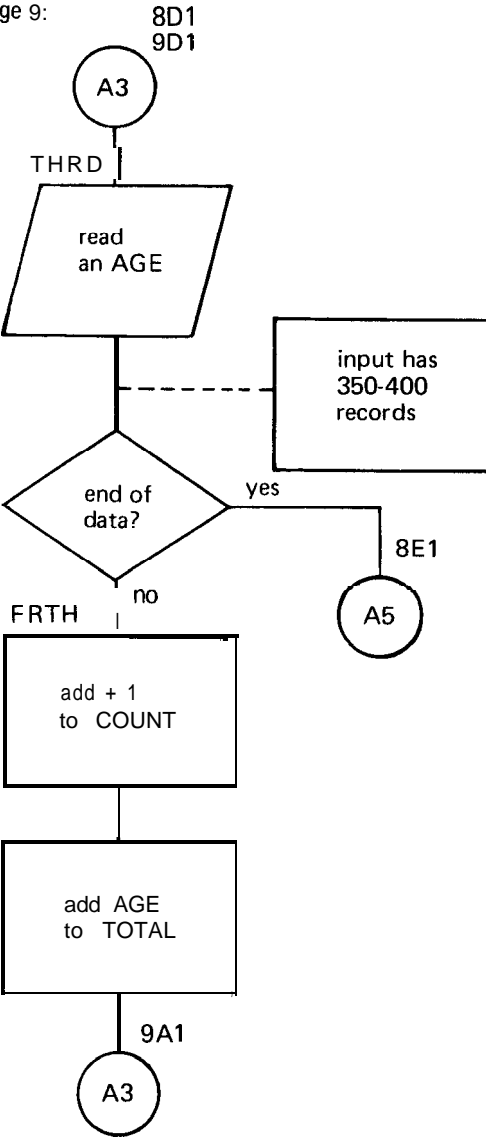 ge 9:
8D1
9D1
A3
THRD
read
an AGE
input has
350-400
records
end of
data?
yes
8E1
no
A5
FRTH
add + 1
to COUNT
add AGE
to TOTAL
9A1
A3